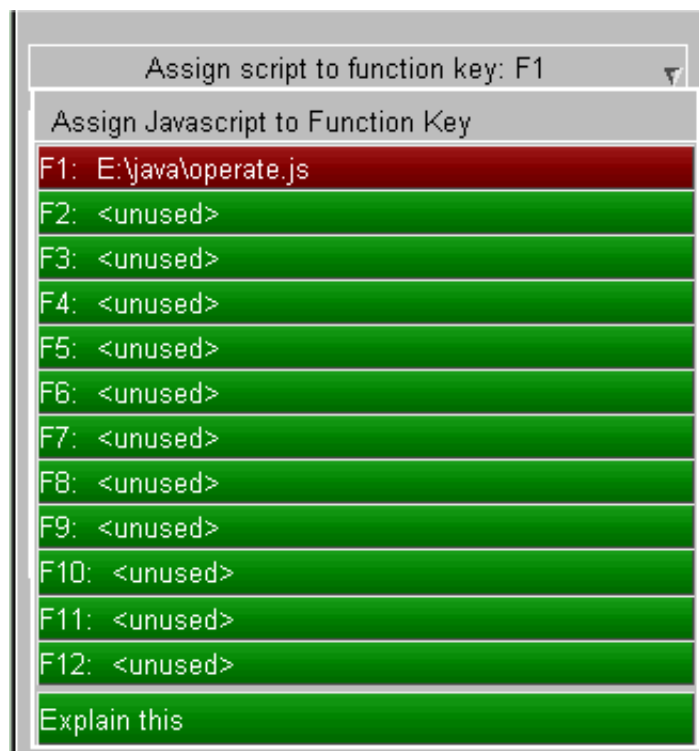 Assign script to function key: F1
Assign Javascript to Function Key
F1: E:\java\operate.js
F2: <unused>
F3: <unused>
F4: <unused>
F5: <unused>
F6: <unused>
F7: <unused>
F8: <unused>
F9: <unused>
F10: <unused>
F11: <unused>
F12: <unused>
Explain this